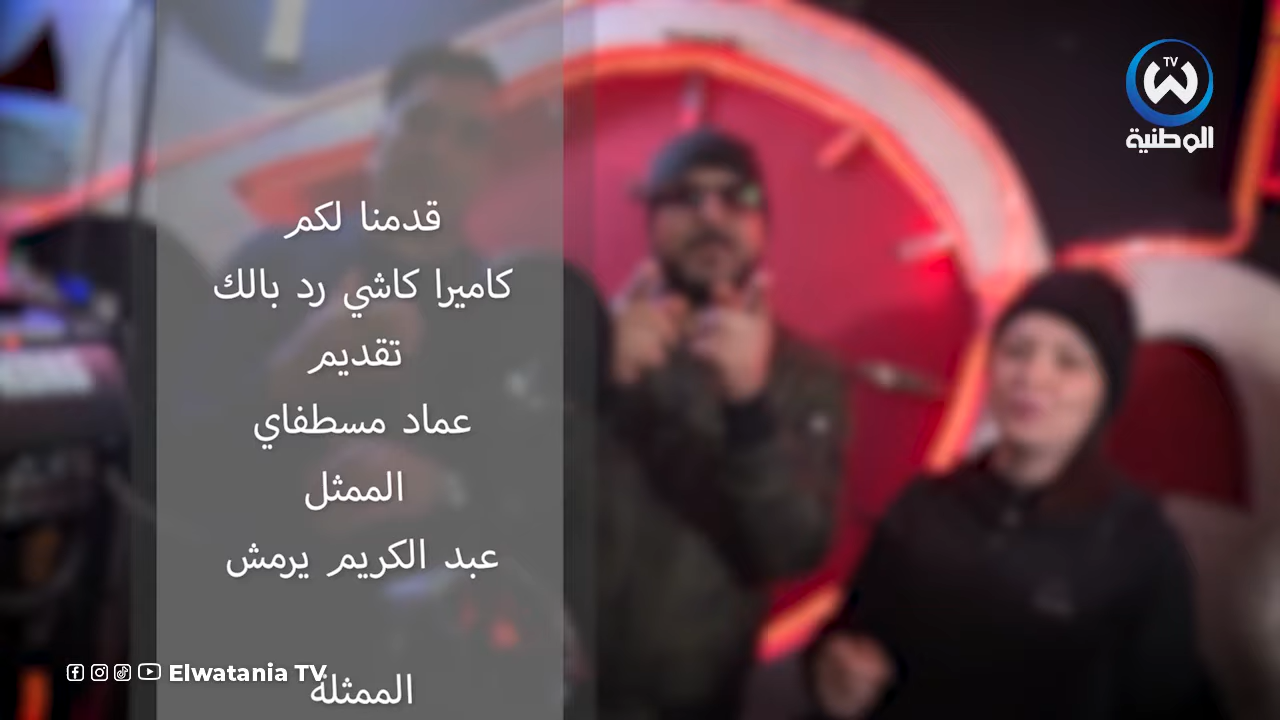 TV
الوطنية
قدمنا لكم
كاميرا كاشي رد بالك
تقديم
عماد مسطفاي
الممثل
عبد الكريم يرمش
الممثلة
Elwatania TV